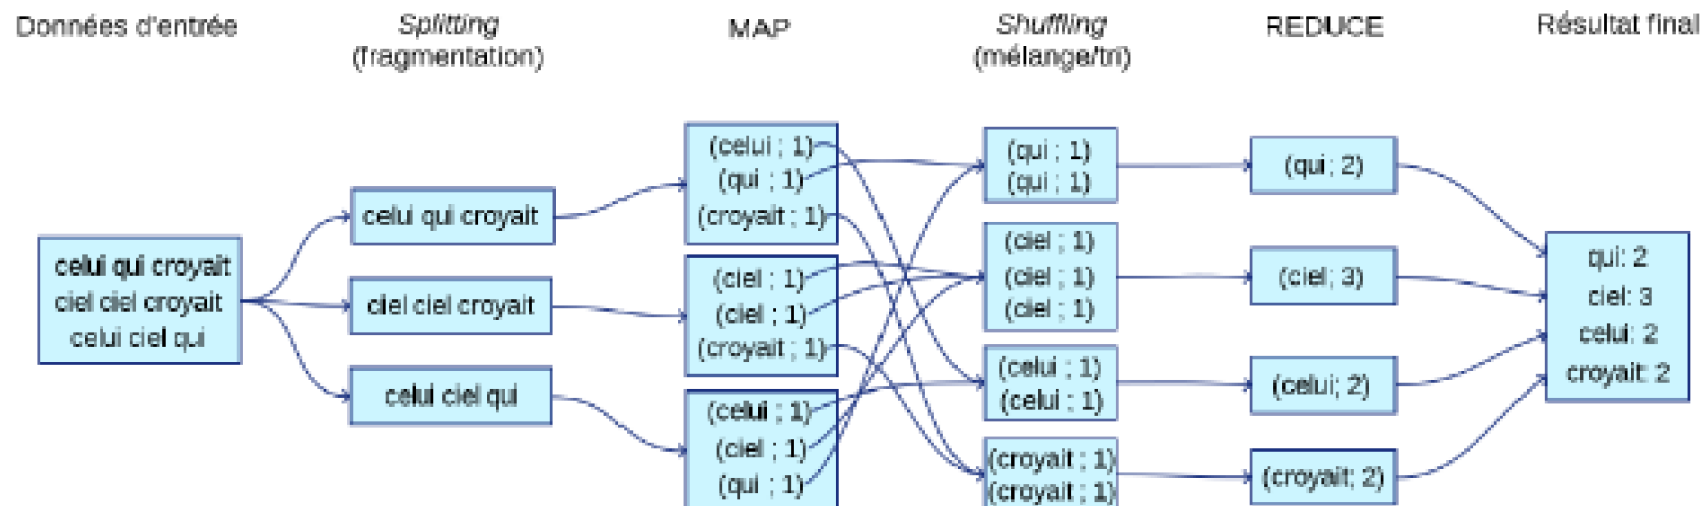 Données d'entrée
Splitting
(fragmentation)
MAP
Shuffling
(mélange/tri)
REDUCE
Résultat final
celui qui croyait
ciel ciel croyait
celui ciel qui
celui qui croyait
ciel ciel croyait
celui ciel qui
(celui ; 1)
(qui ; 1)
(croyait ; 1)
(ciel ; 1)
(ciel ; 1)
(croyait ; 1)
(celui ; 1)
(ciel ; 1)
(qui ; 1)
(qui ; 1)
(qui ; 1)
(ciel ; 1)
(ciel ; 1)
(ciel ; 1)
(celui ; 1)
(celui ; 1)
(croyait ; 1)
(croyait ; 1)
(qui; 2)
(ciel; 3)
(celui; 2)
(croyait; 2)
qui: 2
ciel: 3
celui: 2
croyait: 2